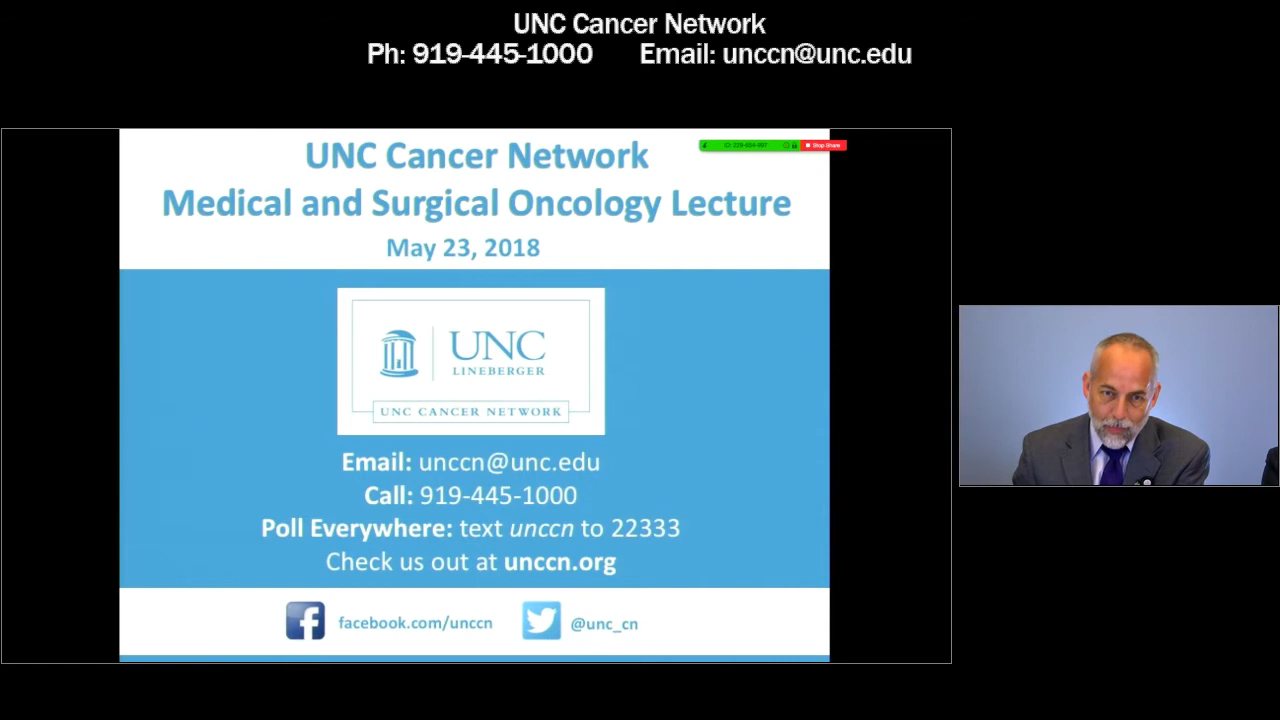 UNC Cancer Network
Ph: 919-445-1000 Email: unccn@unc.edu
UNC Cancer Network
Stop Share
Medical and Surgical Oncology Lecture
May 23, 2018
UNC
LINEBERGER
UNC CANCER NETWORK
Email: unccn@unc.edu
Call: 919-445-1000
Poll Everywhere: text unccn to 22333
Check us out at unccn.org
facebook.com/unccn
@unc_cn